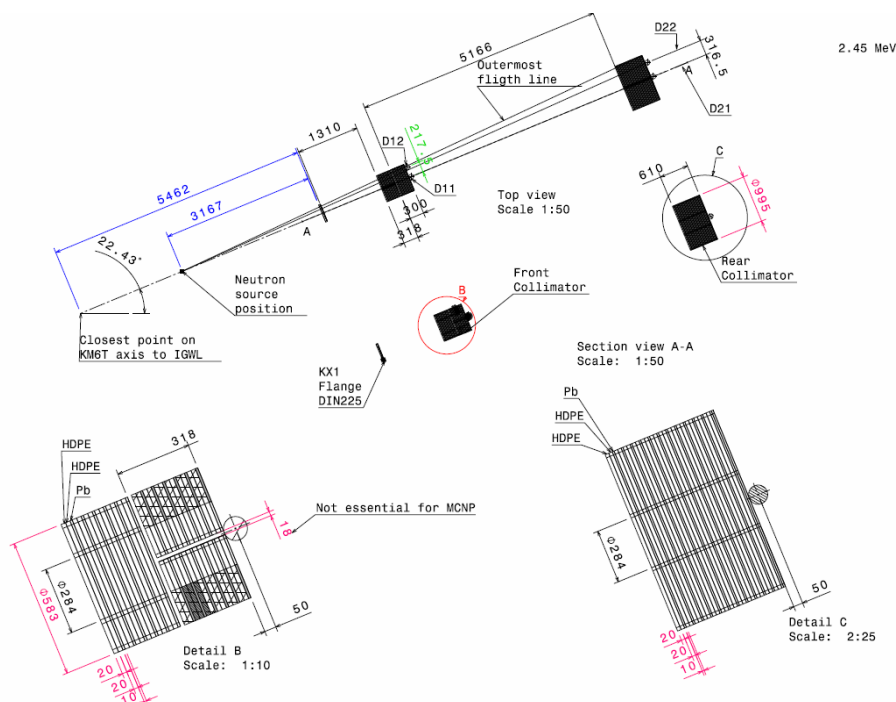 D22
2.45 MeV
5166
316.5
Outermost
fligth line
A
D21
1310
D12
217.5
C
610
Φ995
5462
D11
3167
300
Top view
Scale 1:50
318
A
22.43°
Neutron
source
position
Front
Collimator
Rear
Collimator
B
Closest point on
KM6T axis to IGWL
Section view A-A
Scale: 1:50
KX1
Flange
DIN225
Pb
HDPE
HDPE
HDPE
HDPE
Pb
318
Not essential for MCNP
18
Φ284
Φ583
Φ284
50
50
Detail B
Scale: 1:10
Detail C
Scale: 2:25
20
20
10
20
20
10